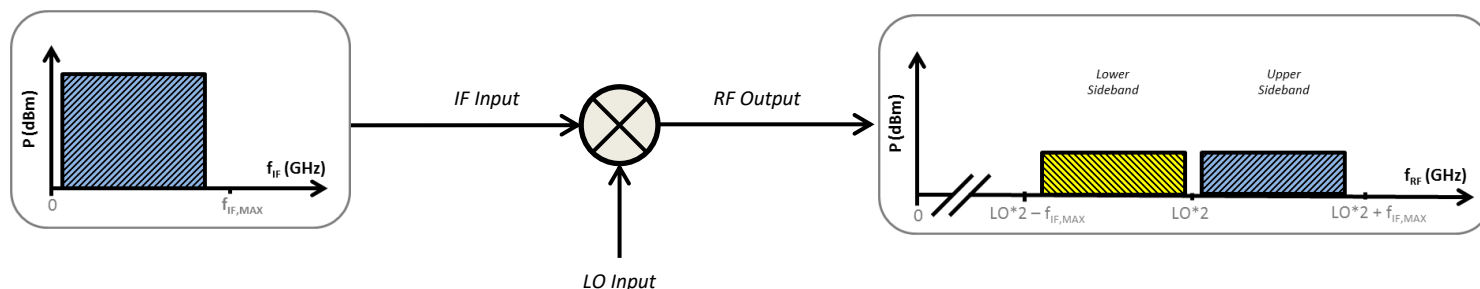 P (dBm)
f_IF (GHz)
0
f_IF,MAX
IF Input
RF Output
LO Input
P (dBm)
Lower
Sideband
Upper
Sideband
f_RF (GHz)
0
LO*2 – f_IF,MAX
LO*2
LO*2 + f_IF,MAX